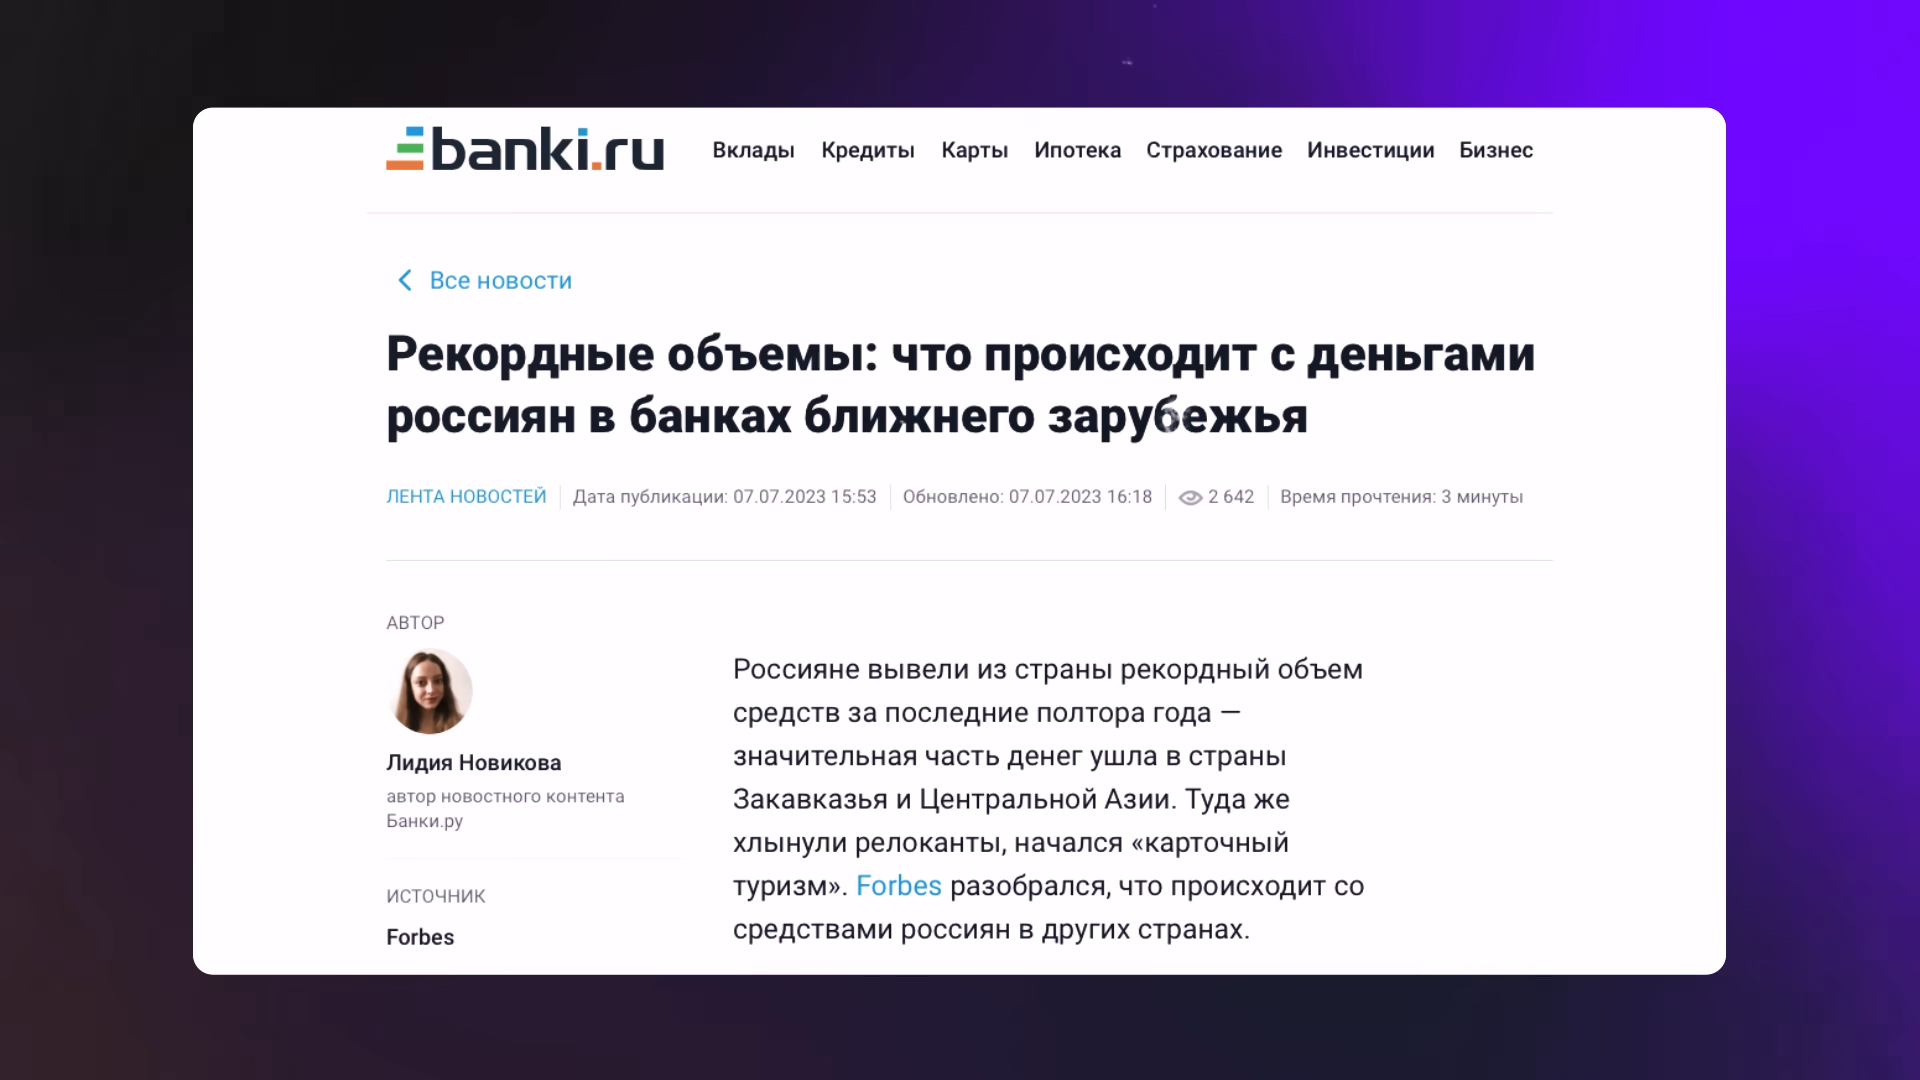 banki.ru
Вклады Кредиты Карты Ипотека Страхование Инвестиции Бизнес
Все новости
Рекордные объемы: что происходит с деньгами
россиян в банках ближнего зарубежья
ЛЕНТА НОВОСТЕЙ Дата публикации: 07.07.2023 15:53 Обновлено: 07.07.2023 16:18 2 642 Время прочтения: 3 минуты
АВТОР
Лидия Новикова
автор новостного контента
Банки.ру
ИСТОЧНИК
Forbes
Россияне вывели из страны рекордный объем
средств за последние полтора года —
значительная часть денег ушла в страны
Закавказья и Центральной Азии. Туда же
хлынули релоканты, начался «карточный
туризм». Forbes разобрался, что происходит со
средствами россиян в других странах.